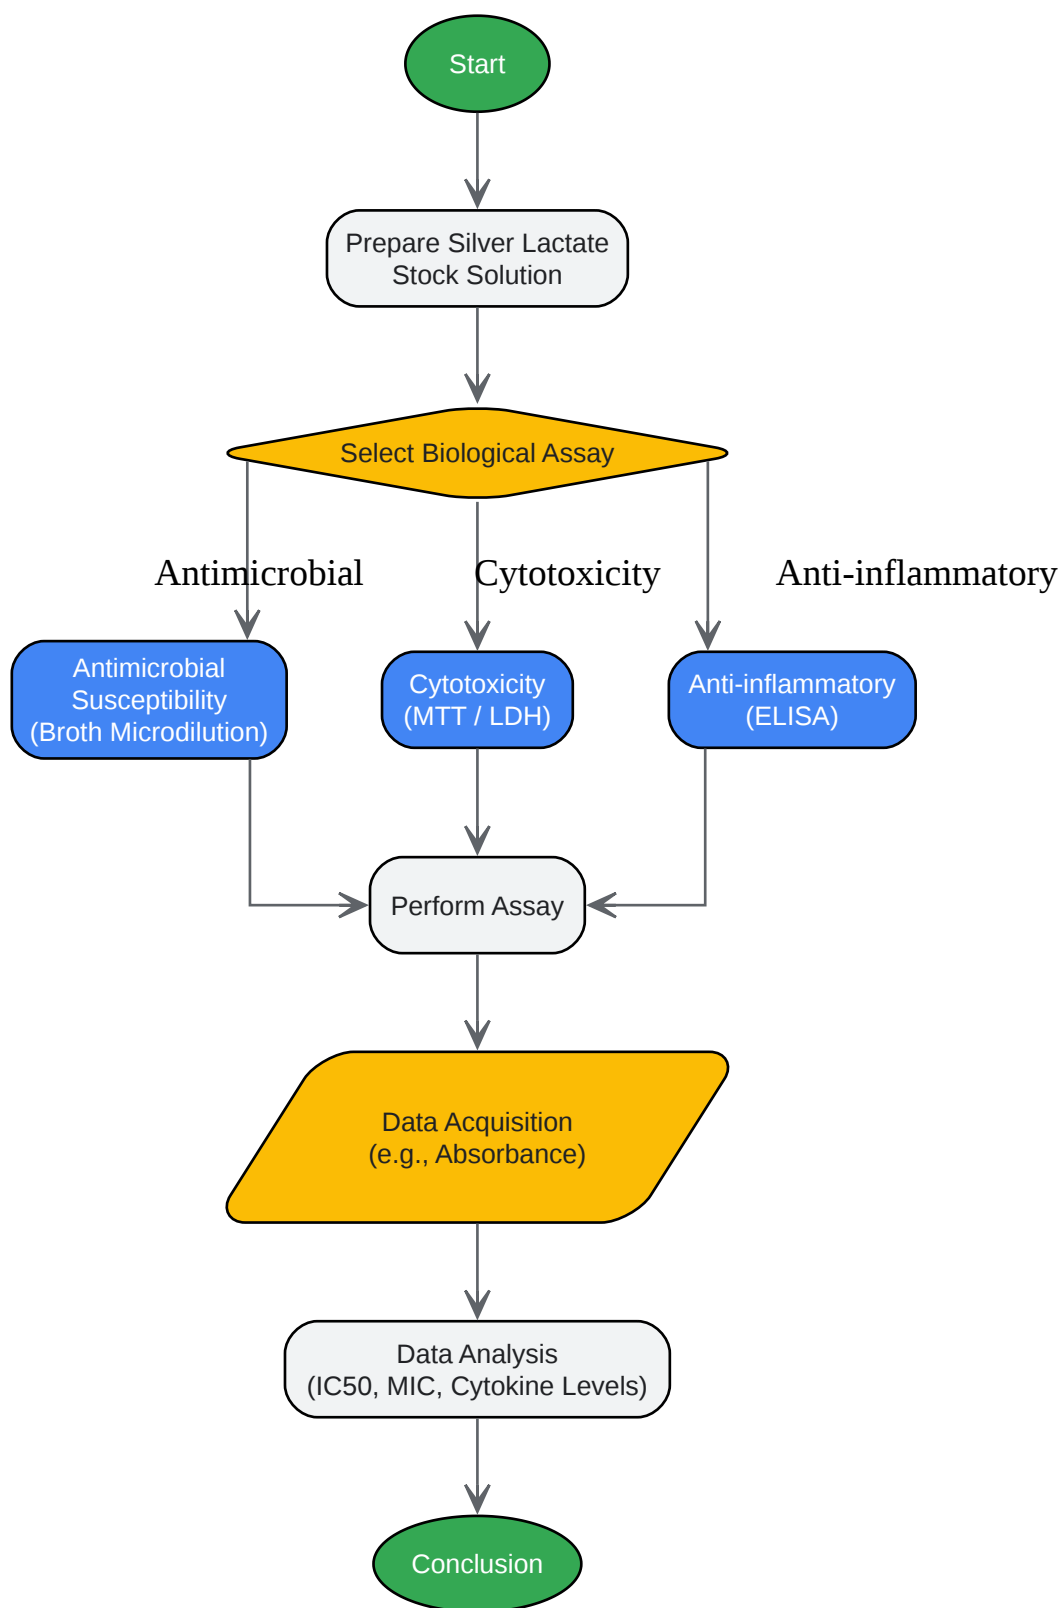 Start
Prepare Silver Lactate
Stock Solution
Select Biological Assay
Antimicrobial
Cytotoxicity
Anti-inflammatory
Antimicrobial
Susceptibility
(Broth Microdilution)
Cytotoxicity
(MTT / LDH)
Anti-inflammatory
(ELISA)
Perform Assay
Data Acquisition
(e.g., Absorbance)
Data Analysis
(IC50, MIC, Cytokine Levels)
Conclusion